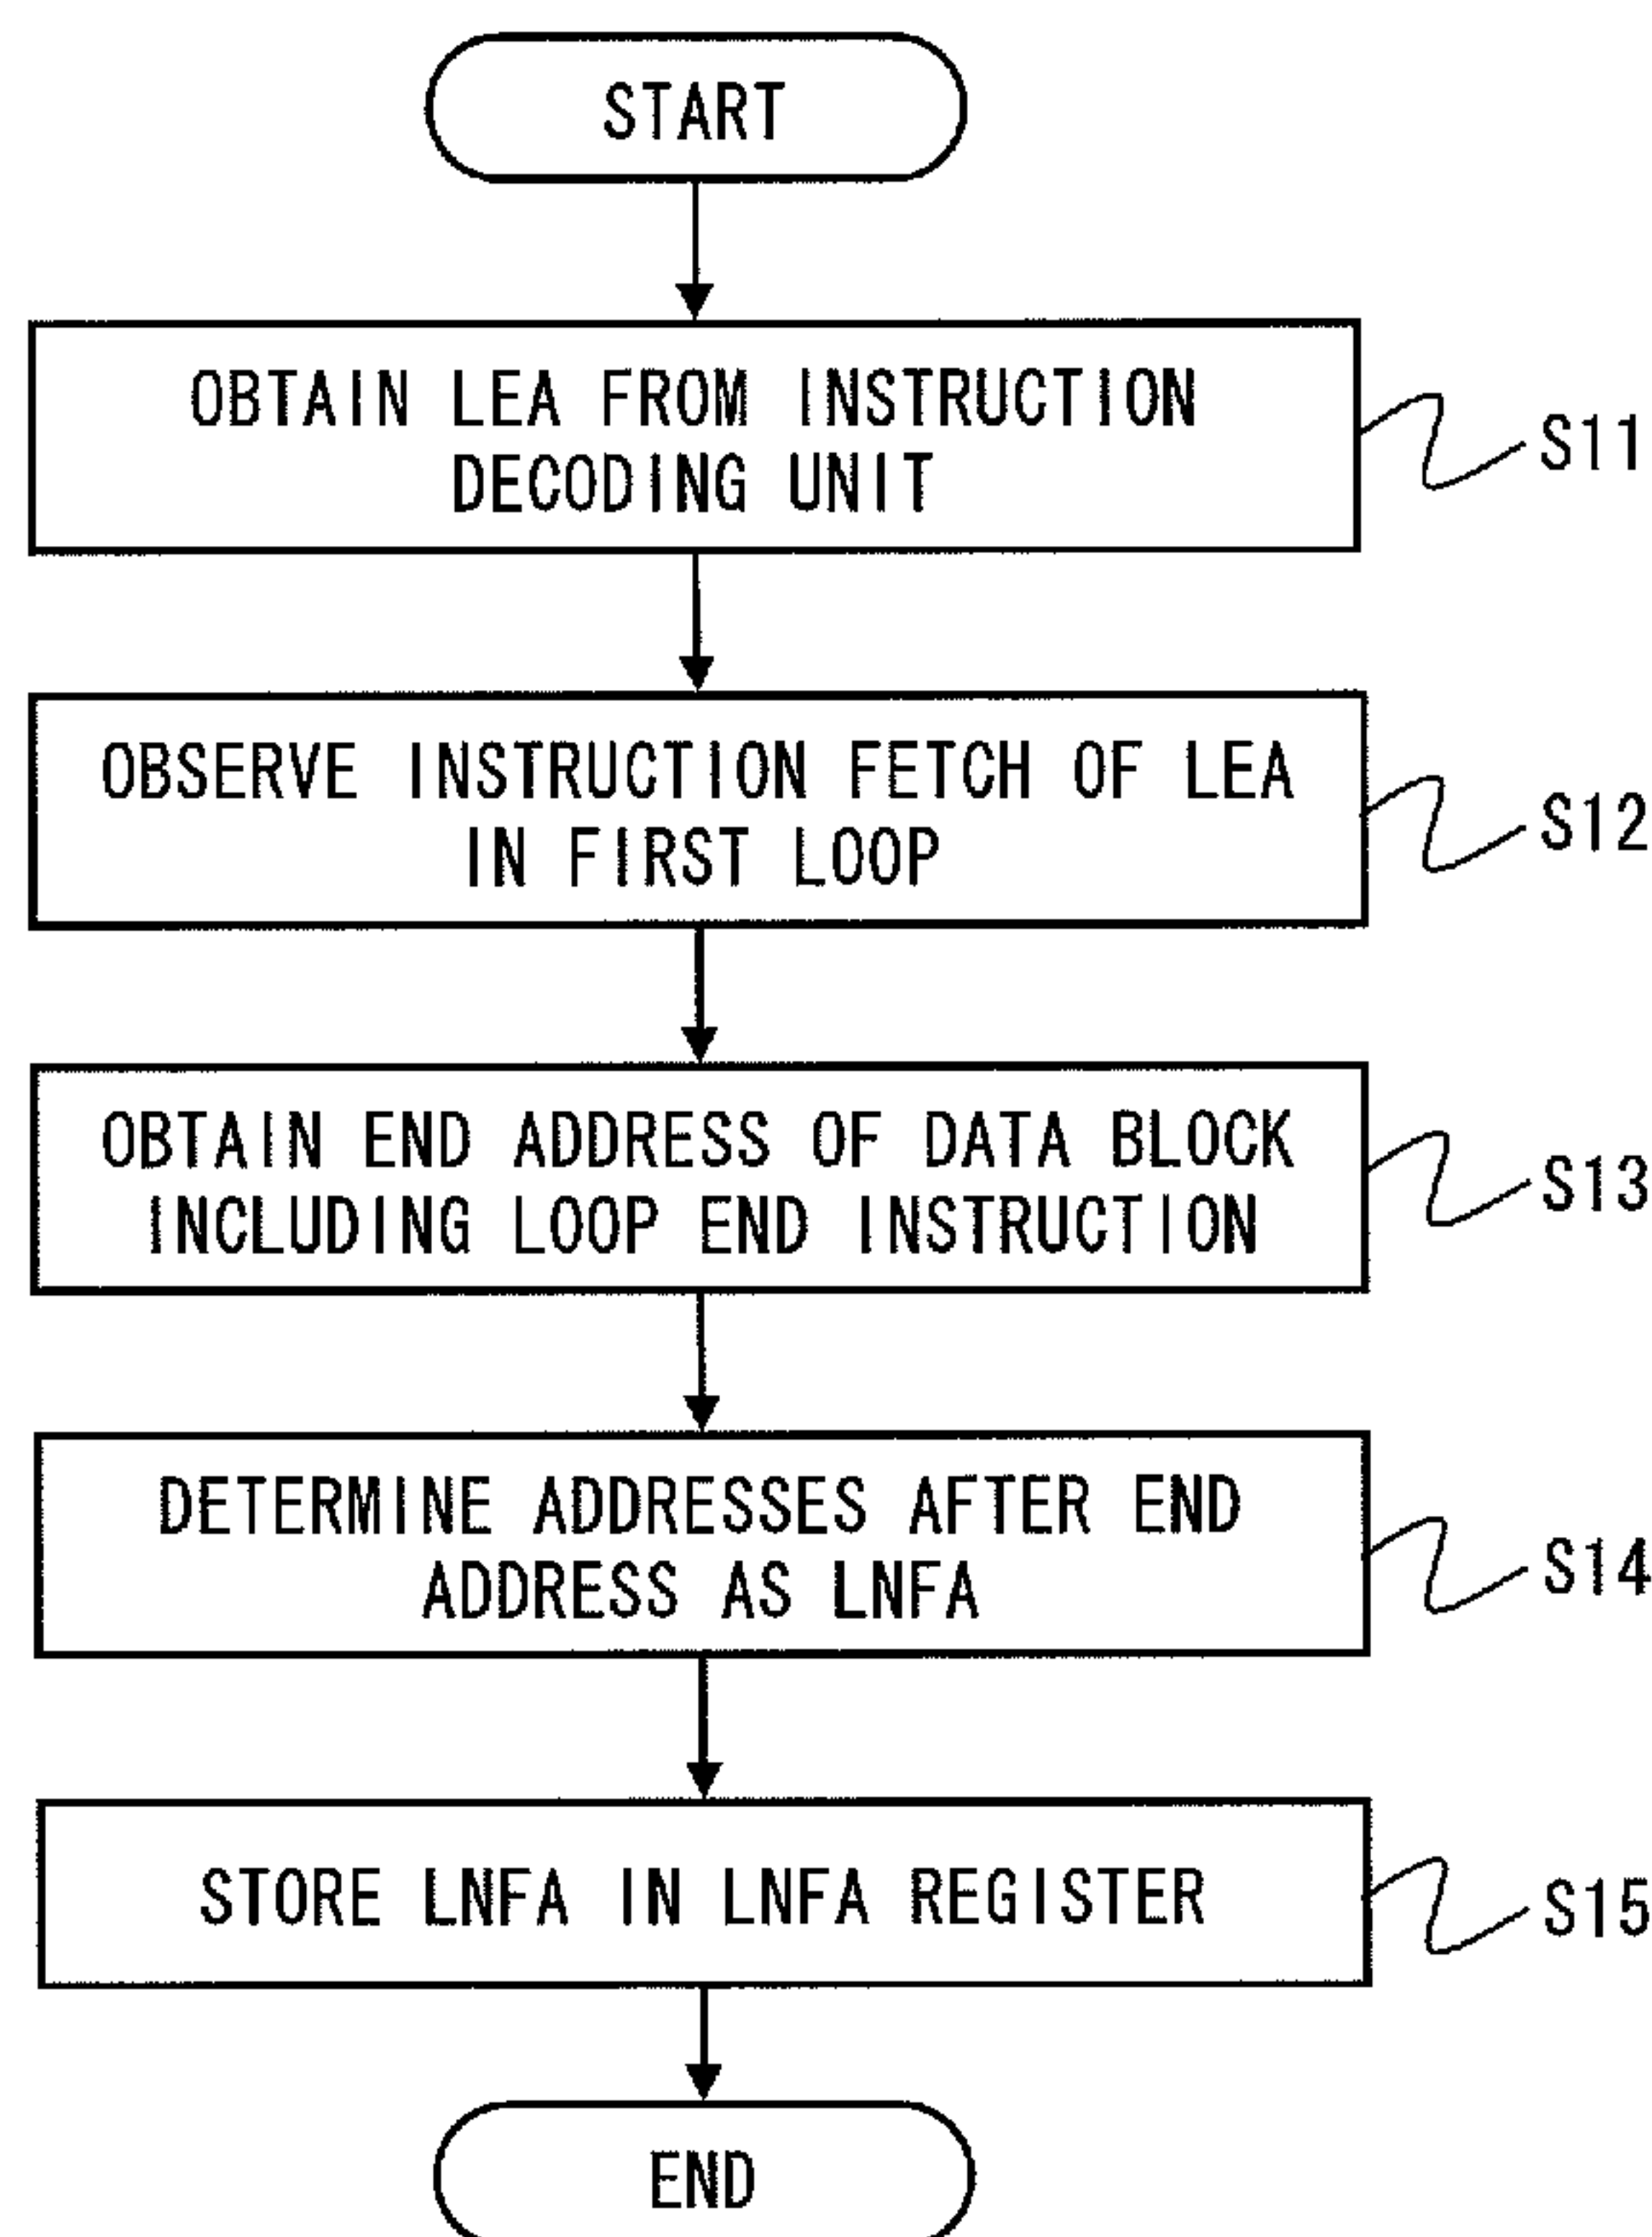 START
OBTAIN LEA FROM INSTRUCTION
DECODING UNIT
S11
OBSERVE INSTRUCTION FETCH OF LEA
IN FIRST LOOP
S12
OBTAIN END ADDRESS OF DATA BLOCK
INCLUDING LOOP END INSTRUCTION
S13
DETERMINE ADDRESSES AFTER END
ADDRESS AS LNFA
S14
STORE LNFA IN LNFA REGISTER
S15
END